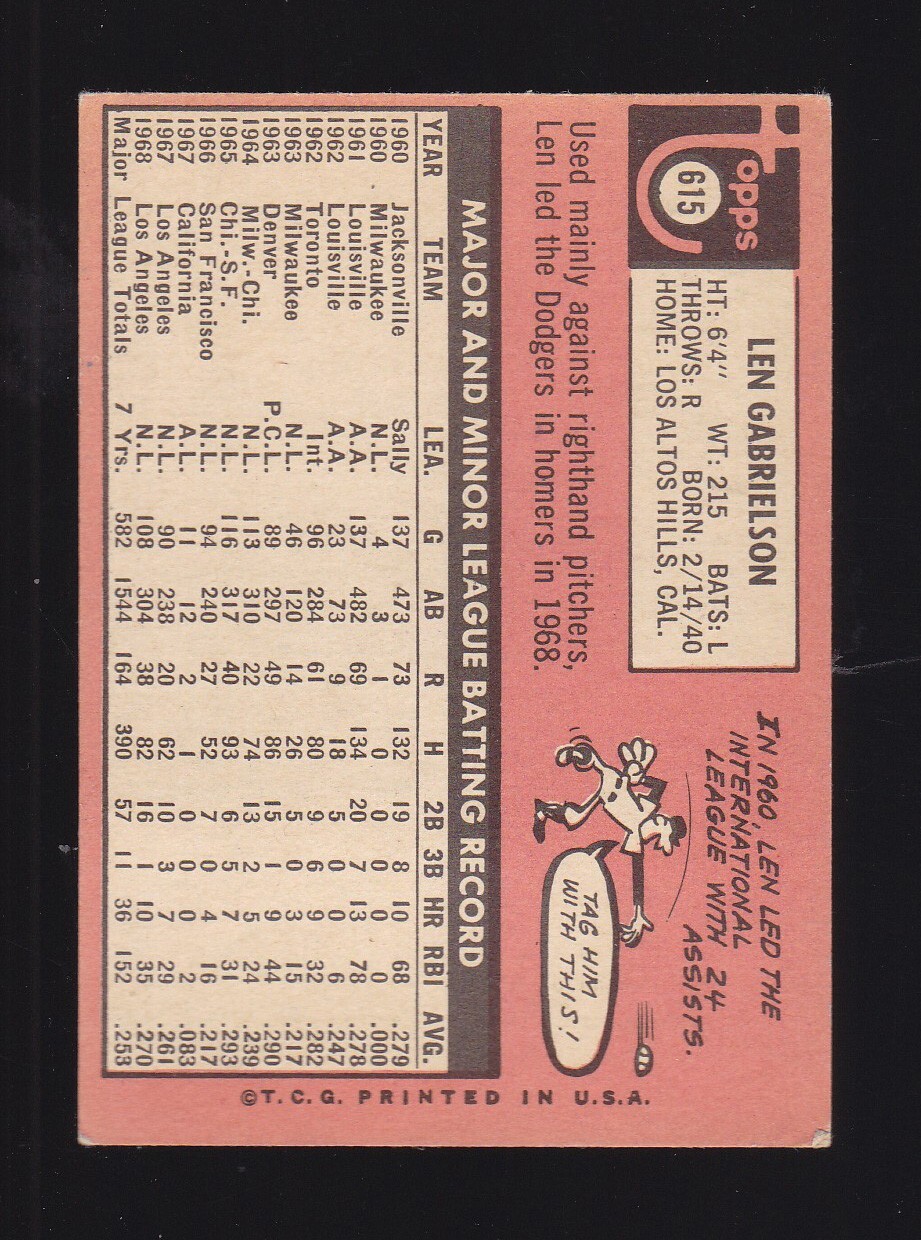 Topps
615
LEN GABRIELSON
HT: 6'4" WT: 215 BATS: L
THROWS: R BORN: 2/14/40
HOME: LOS ALTOS HILLS, CAL.
Used mainly against righthand pitchers,
Len led the Dodgers in homers in 1968.
IN 1960, LEN LED THE
INTERNATIONAL
LEAGUE WITH 24
ASSISTS.
TAG HIM
WITH THIS!
MAJOR AND MINOR LEAGUE BATTING RECORD
YEAR TEAM LEA. G AB R H 2B 3B HR RBI AVG.
1960 Jacksonville Sally 137 473 73 132 19 8 10 68 .279
1960 Milwaukee N.L. 4 3 1 0 0 0 0 0 .000
1961 Louisville A.A. 137 482 69 134 20 7 13 78 .278
1962 Louisville A.A. 23 73 9 18 5 0 0 6 .247
1962 Toronto Int. 96 284 61 80 9 6 9 32 .282
1963 Milwaukee N.L. 46 120 14 26 5 0 3 15 .217
1963 Denver P.C.L. 89 297 49 86 15 1 9 44 .290
1964 Milw.-Chi. N.L. 113 310 22 74 13 2 5 24 .239
1965 Chi.-S.F. N.L. 116 317 40 93 6 5 7 31 .293
1966 San Francisco N.L. 94 240 27 52 7 0 4 16 .217
1967 California A.L. 11 12 2 1 0 0 0 2 .083
1967 Los Angeles N.L. 90 238 20 62 10 3 7 29 .261
1968 Los Angeles N.L. 108 304 38 82 16 1 10 35 .270
Major League Totals 7 Yrs. 582 1544 164 390 57 11 36 152 .253
©T.C.G. PRINTED IN U.S.A.